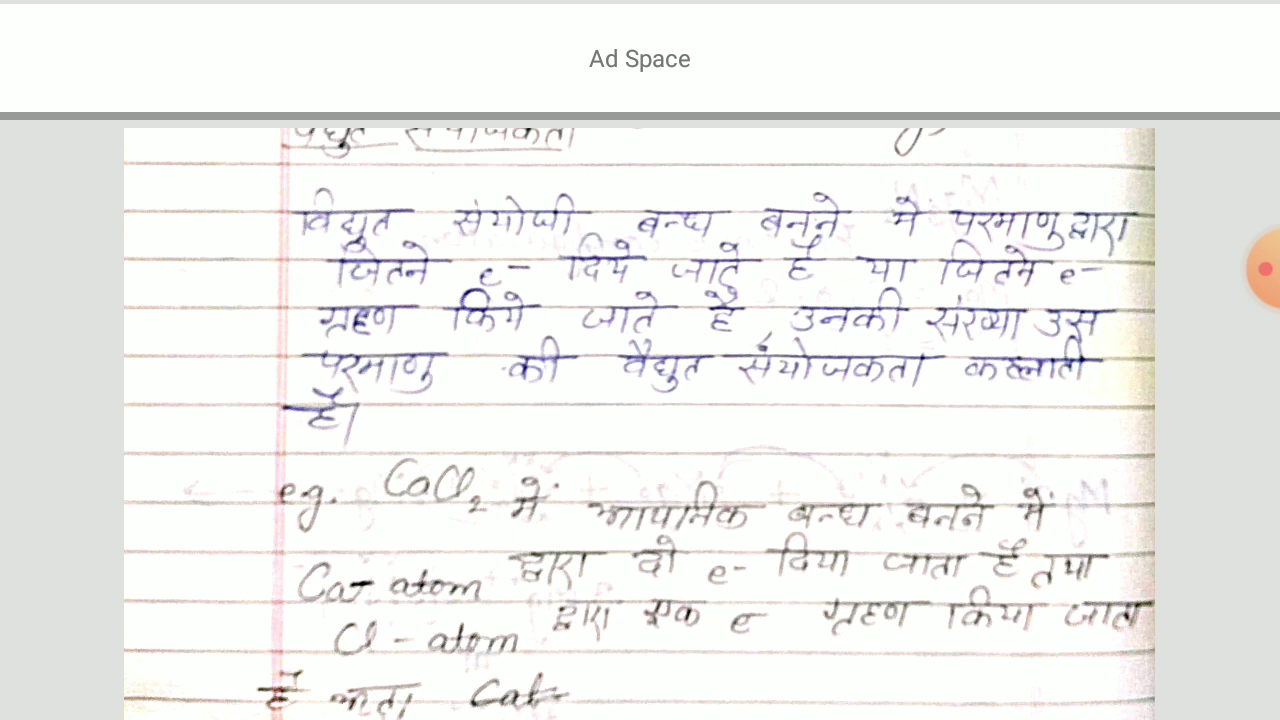 Ad Space
वैद्युत संयोजकता
विद्युत संयोजी बन्ध बनने में परमाणु द्वारा
जितने e- दिये जाते हैं या जितने e-
ग्रहण किये जाते है, उनकी संख्या उस
परमाणु की वैद्युत संयोजकता कहलाती
है।
e.g. CaCl₂ में आयनिक बन्ध बनने में
Ca- atom द्वारा दो e- दिया जाता है तथा
Cl - atom द्वारा एक e- ग्रहण किया जाता
है अतः